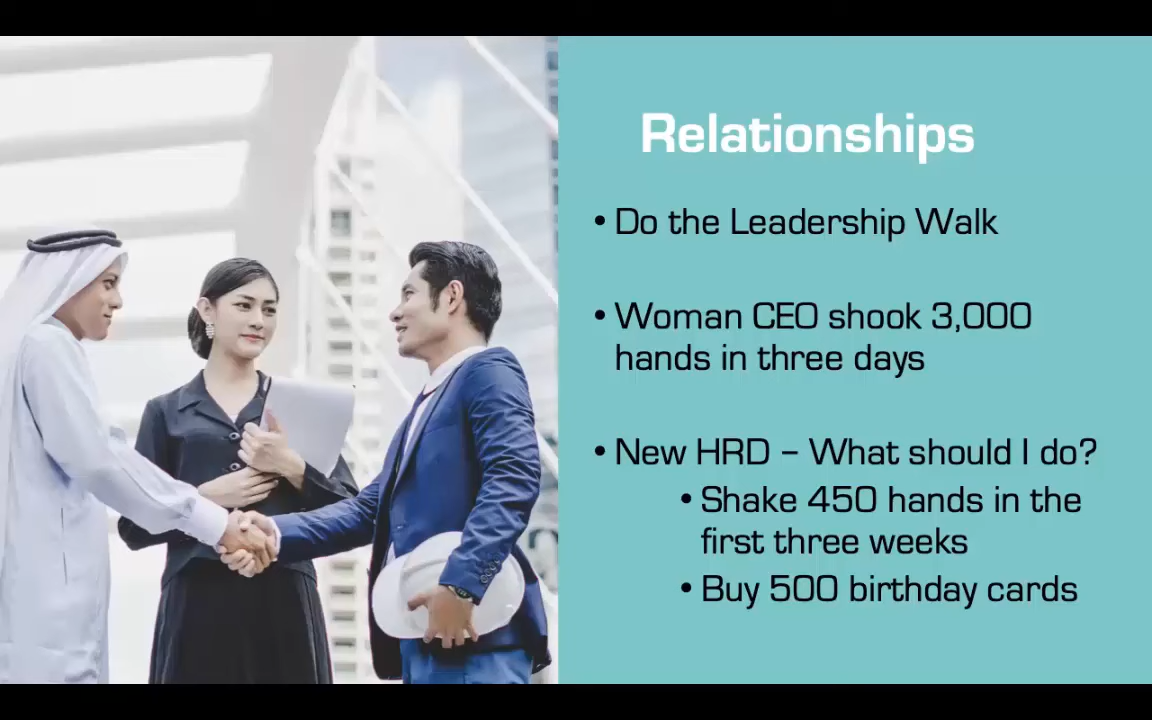 Relationships
• Do the Leadership Walk
• Woman CEO shook 3,000
hands in three days
• New HRD – What should I do?
• Shake 450 hands in the
first three weeks
• Buy 500 birthday cards